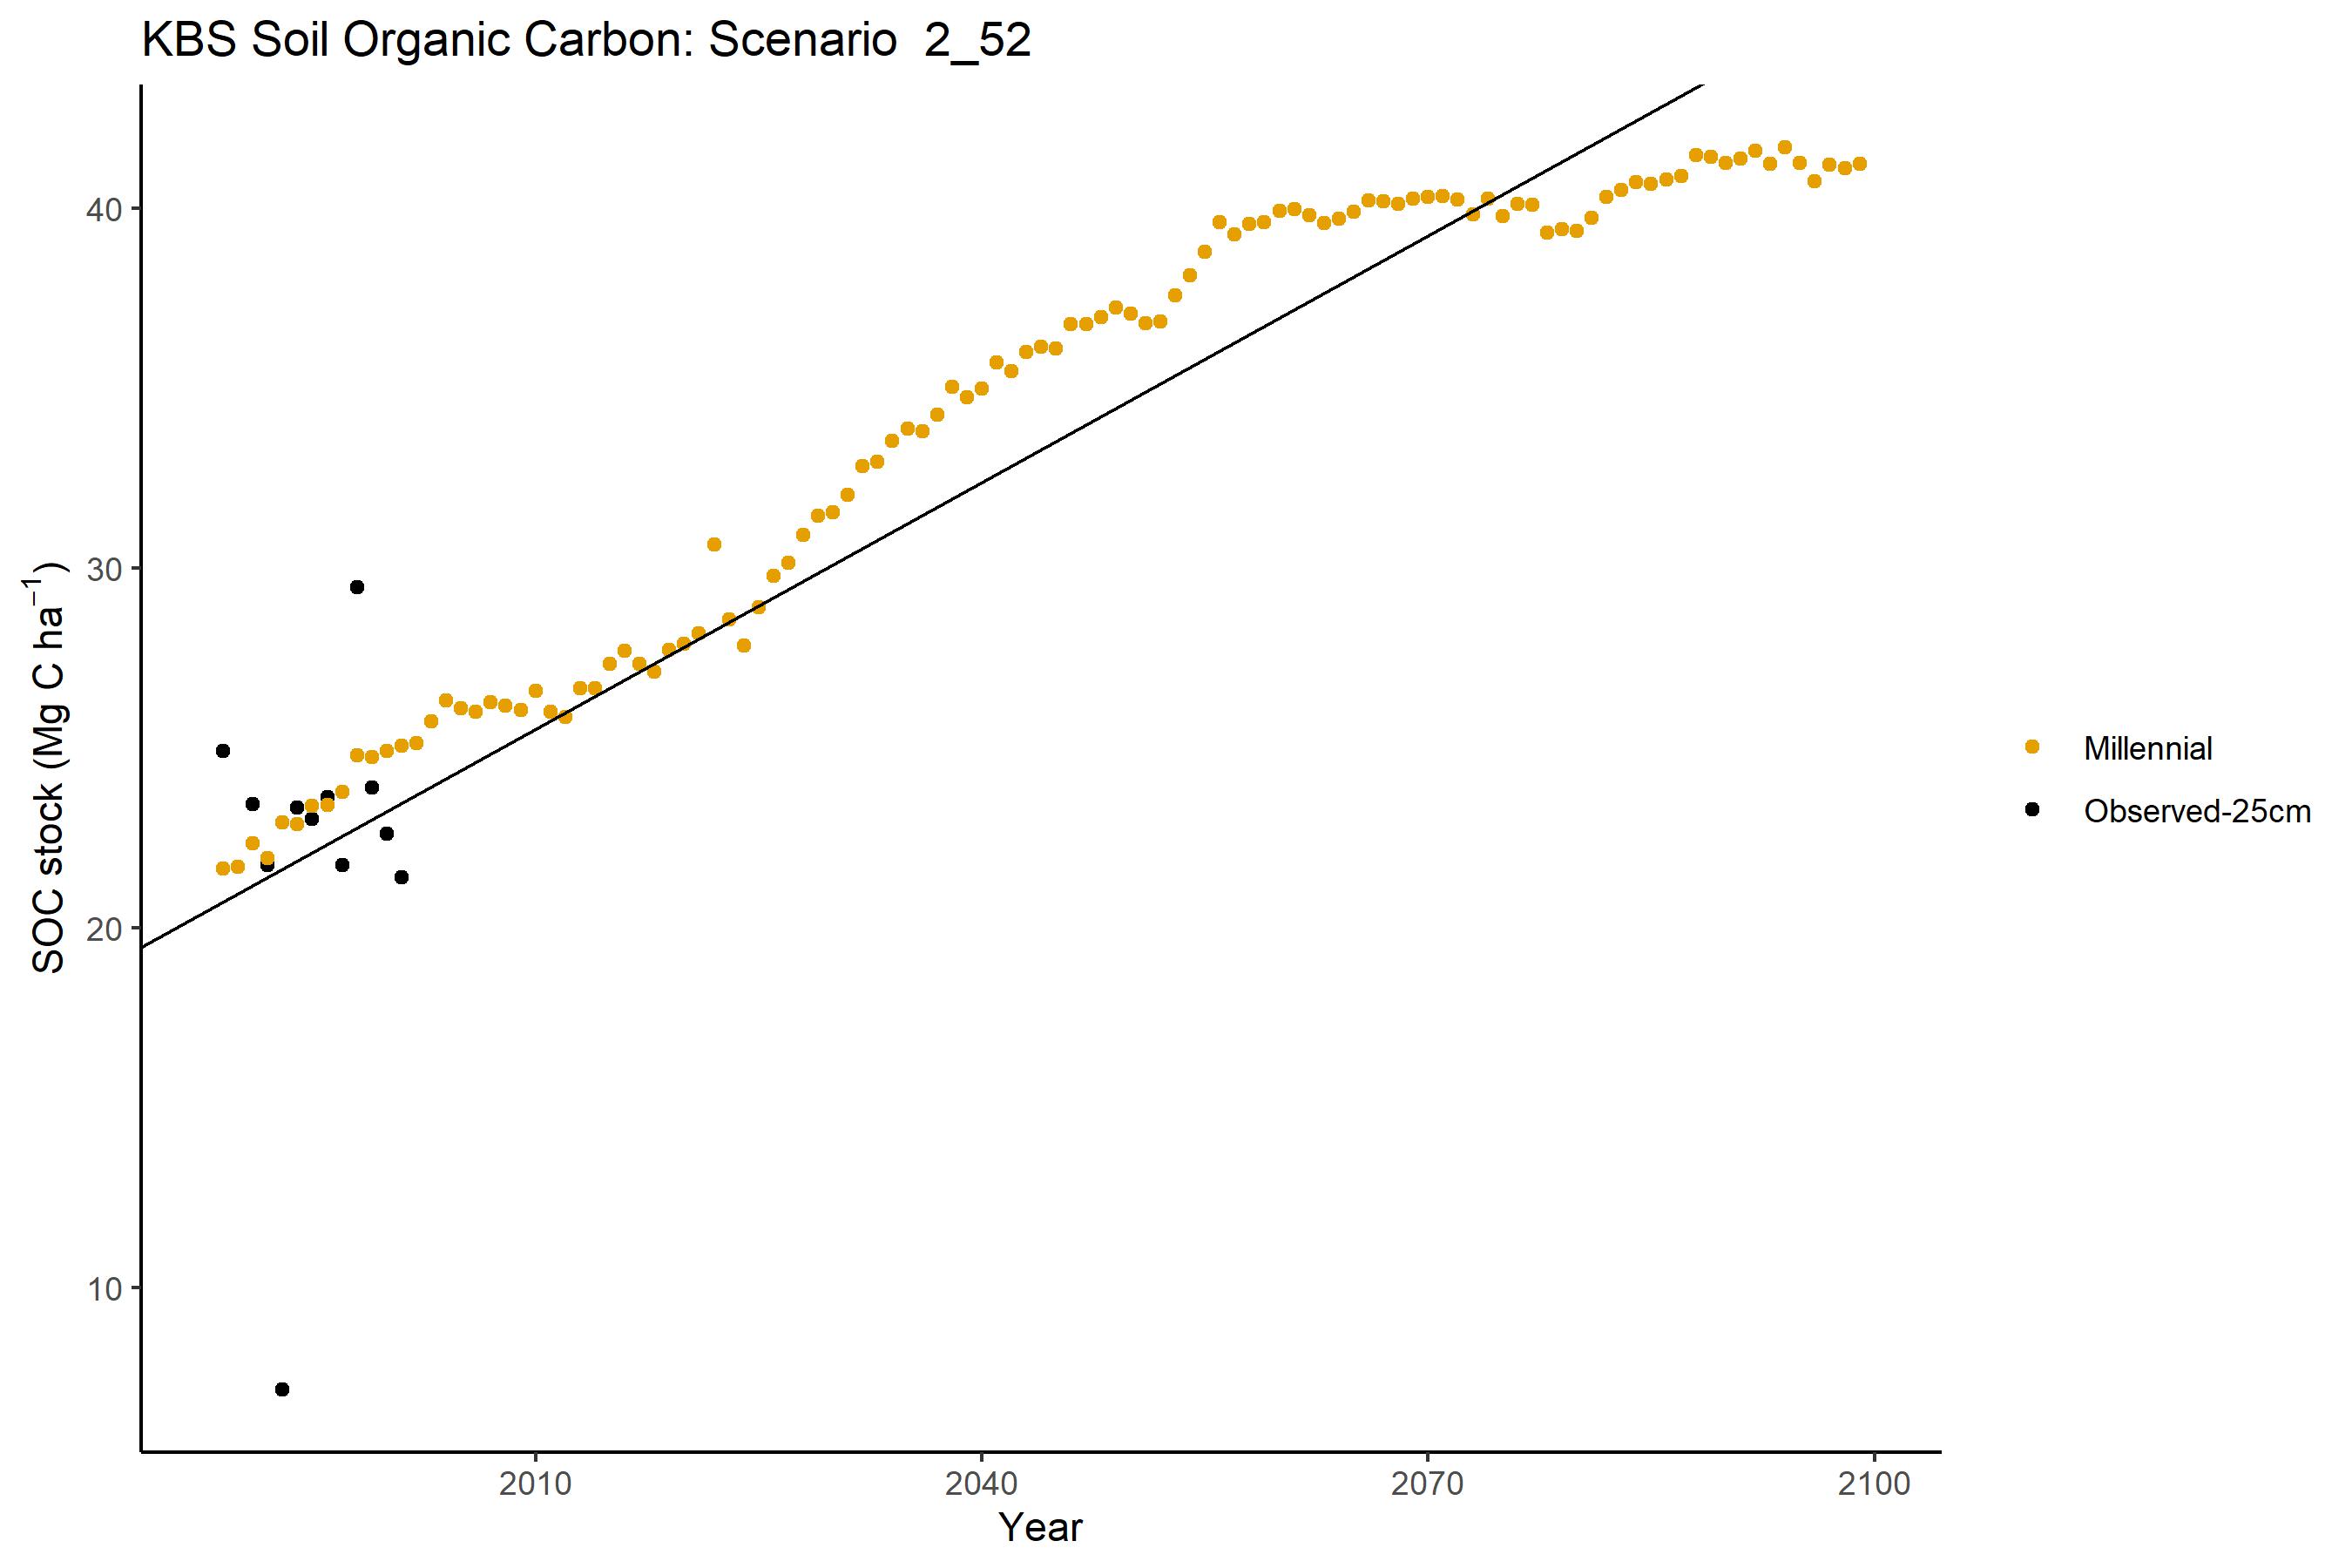 KBS Soil Organic Carbon: Scenario  2_52
SOC stock (Mg C ha⁻¹)
40
30
20
10
2010
2040
2070
2100
Year
Millennial
Observed-25cm